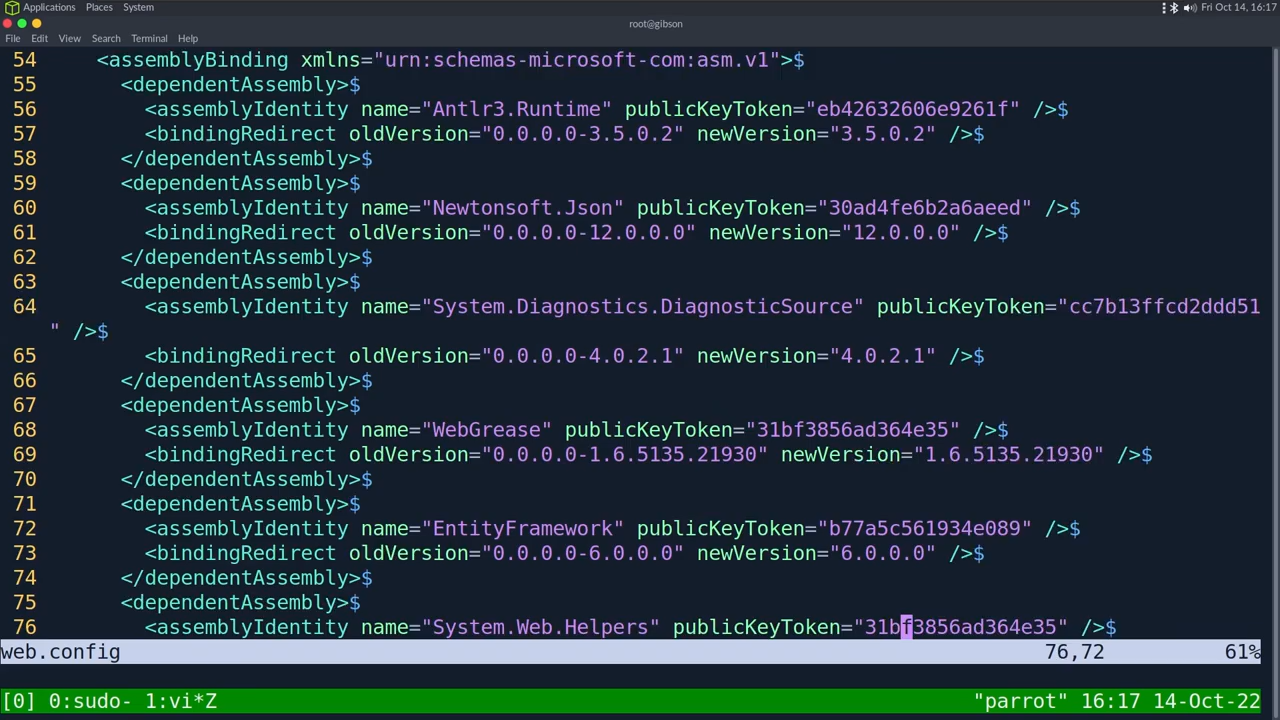 Applications Places System Fri Oct 14, 16:17
root@gibson
File Edit View Search Terminal Help
54     <assemblyBinding xmlns="urn:schemas-microsoft-com:asm.v1">$
55       <dependentAssembly>$
56         <assemblyIdentity name="Antlr3.Runtime" publicKeyToken="eb42632606e9261f" />$
57         <bindingRedirect oldVersion="0.0.0.0-3.5.0.2" newVersion="3.5.0.2" />$
58       </dependentAssembly>$
59       <dependentAssembly>$
60         <assemblyIdentity name="Newtonsoft.Json" publicKeyToken="30ad4fe6b2a6aeed" />$
61         <bindingRedirect oldVersion="0.0.0.0-12.0.0.0" newVersion="12.0.0.0" />$
62       </dependentAssembly>$
63       <dependentAssembly>$
64         <assemblyIdentity name="System.Diagnostics.DiagnosticSource" publicKeyToken="cc7b13ffcd2ddd51
" />$
65         <bindingRedirect oldVersion="0.0.0.0-4.0.2.1" newVersion="4.0.2.1" />$
66       </dependentAssembly>$
67       <dependentAssembly>$
68         <assemblyIdentity name="WebGrease" publicKeyToken="31bf3856ad364e35" />$
69         <bindingRedirect oldVersion="0.0.0.0-1.6.5135.21930" newVersion="1.6.5135.21930" />$
70       </dependentAssembly>$
71       <dependentAssembly>$
72         <assemblyIdentity name="EntityFramework" publicKeyToken="b77a5c561934e089" />$
73         <bindingRedirect oldVersion="0.0.0.0-6.0.0.0" newVersion="6.0.0.0" />$
74       </dependentAssembly>$
75       <dependentAssembly>$
76         <assemblyIdentity name="System.Web.Helpers" publicKeyToken="31bf3856ad364e35" />$
web.config 76,72 61%
[0] 0:sudo- 1:vi*Z "parrot" 16:17 14-Oct-22